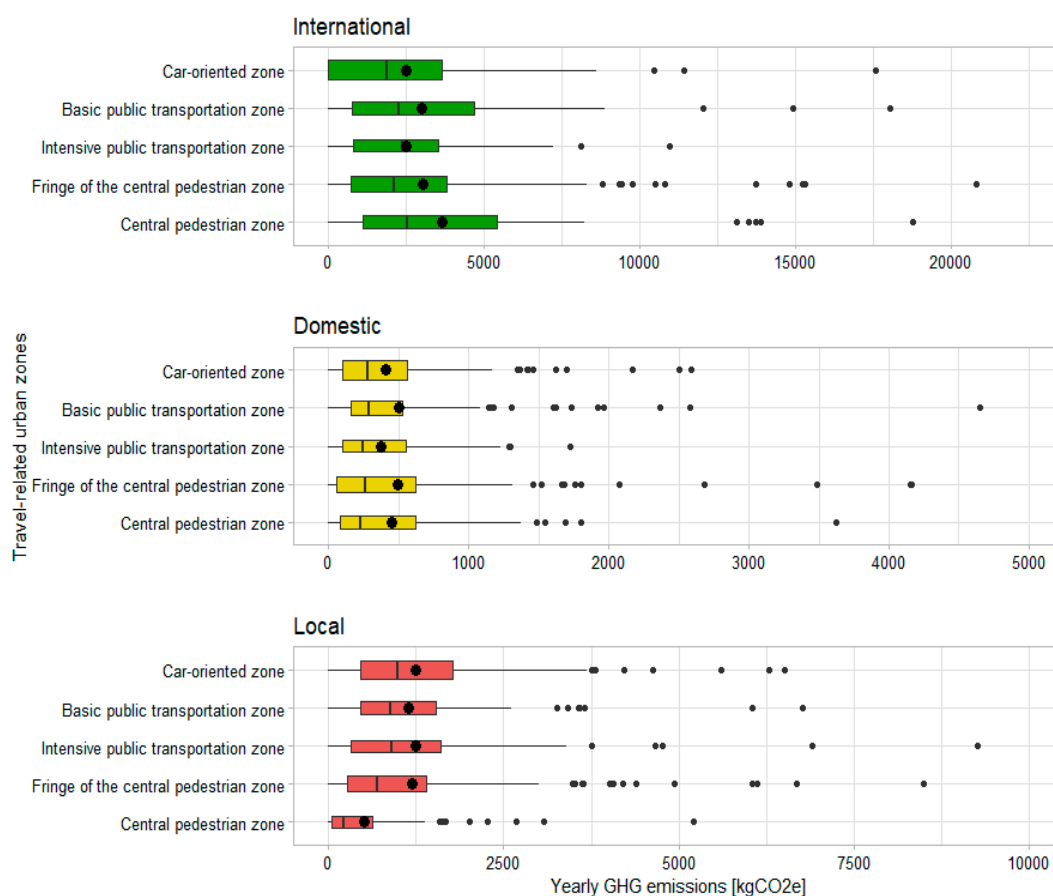 International
Car-oriented zone
Basic public transportation zone
Intensive public transportation zone
Fringe of the central pedestrian zone
Central pedestrian zone
0 5000 10000 15000 20000
Travel-related urban zones
Domestic
Car-oriented zone
Basic public transportation zone
Intensive public transportation zone
Fringe of the central pedestrian zone
Central pedestrian zone
0 1000 2000 3000 4000 5000
Local
Car-oriented zone
Basic public transportation zone
Intensive public transportation zone
Fringe of the central pedestrian zone
Central pedestrian zone
0 2500 5000 7500 10000
Yearly GHG emissions [kgCO2e]